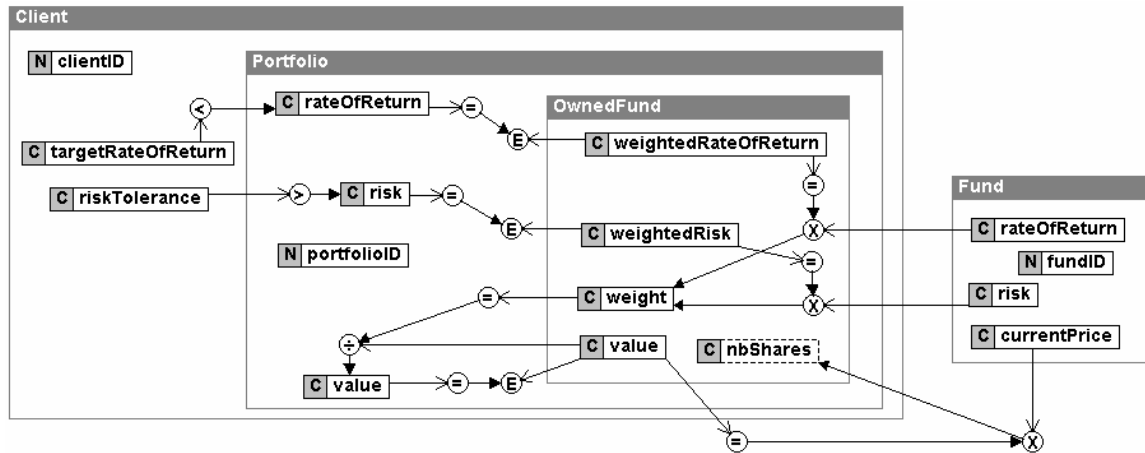 Client
N clientID
Portfolio
C rateOfReturn
=
<
OwnedFund
E
C weightedRateOfReturn
C targetRateOfReturn
=
Fund
C riskTolerance
>
C risk
=
E
C weightedRisk
X
C rateOfReturn
N portfolioID
=
N fundID
=
C weight
X
C risk
÷
C value
C nbShares
C currentPrice
C value
=
E
=
X